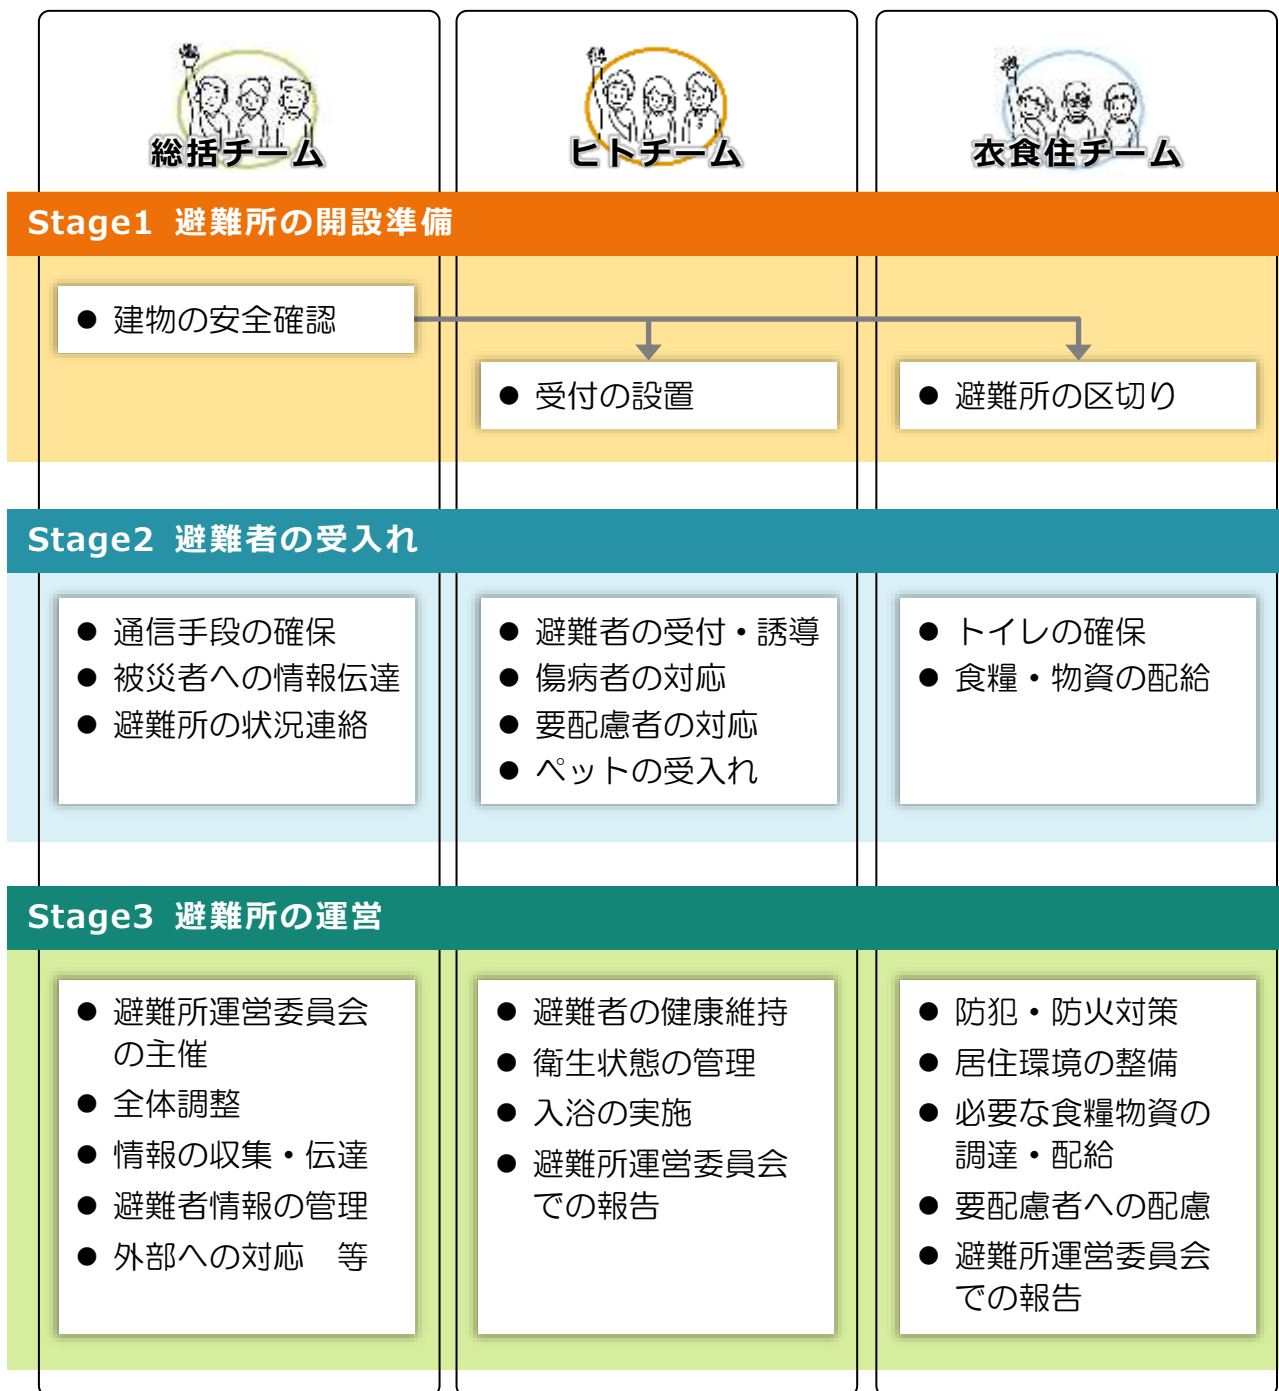 総括チーム
ヒトチーム
衣食住チーム
Stage1 避難所の開設準備
● 建物の安全確認
● 受付の設置
● 避難所の区切り
Stage2 避難者の受入れ
● 通信手段の確保
● 被災者への情報伝達
● 避難所の状況連絡
● 避難者の受付・誘導
● 傷病者の対応
● 要配慮者の対応
● ペットの受入れ
● トイレの確保
● 食糧・物資の配給
Stage3 避難所の運営
● 避難所運営委員会
の主催
● 全体調整
● 情報の収集・伝達
● 避難者情報の管理
● 外部への対応　等
● 避難者の健康維持
● 衛生状態の管理
● 入浴の実施
● 避難所運営委員会
での報告
● 防犯・防火対策
● 居住環境の整備
● 必要な食糧物資の
調達・配給
● 要配慮者への配慮
● 避難所運営委員会
での報告